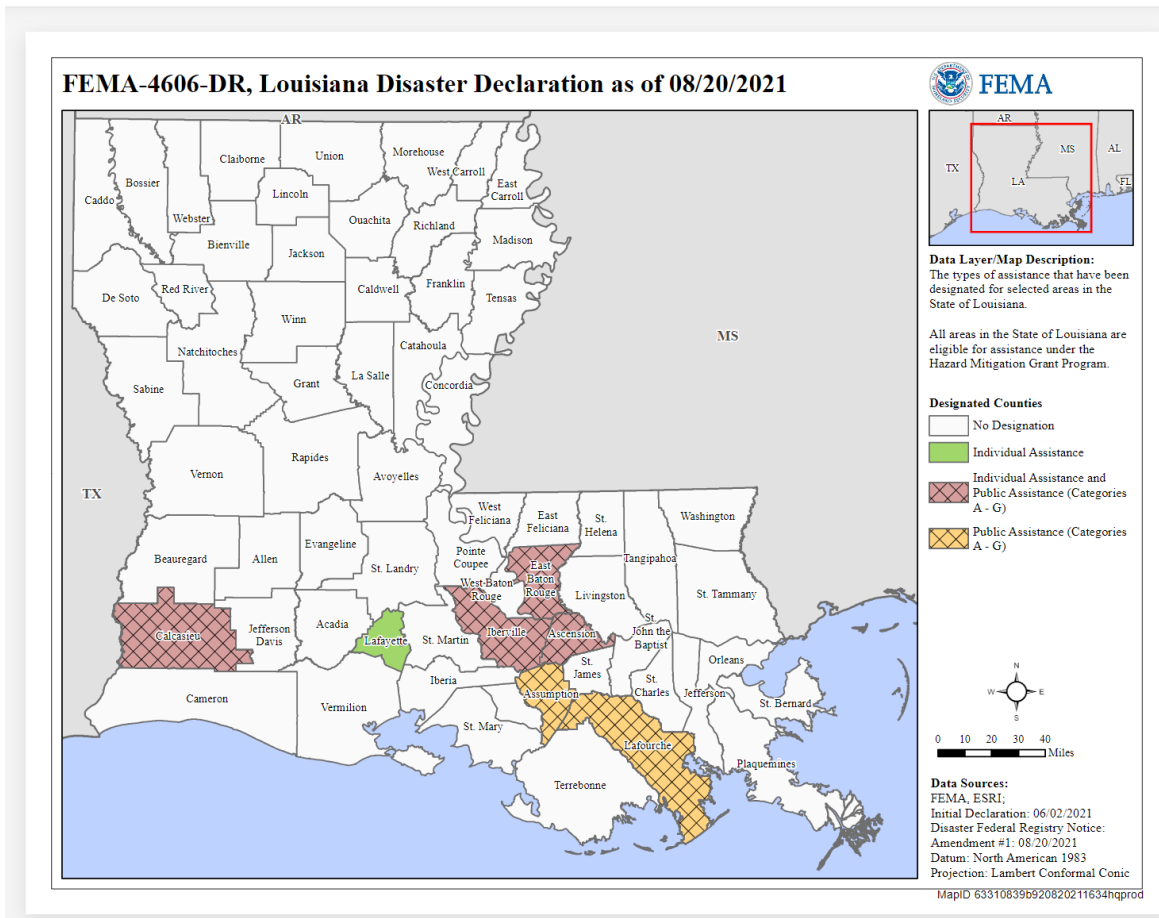 FEMA-4606-DR, Louisiana Disaster Declaration as of 08/20/2021
U.S. DEPARTMENT OF HOMELAND SECURITY
FEMA
AR
Claiborne
Union
Morehouse
West Carroll
East
Carroll
Caddo
Bossier
Webster
Lincoln
Ouachita
Richland
Madison
Bienville
Jackson
De Soto
Red River
Caldwell
Franklin
Tensas
Winn
Natchitoches
Catahoula
Sabine
Grant
La Salle
Concordia
MS
TX
Vernon
Rapides
Avoyelles
West
Feliciana
East
Feliciana
St.
Helena
Washington
Beauregard
Allen
Evangeline
St. Landry
Pointe
Coupee
West Baton
Rouge
East
Baton
Rouge
Tangipahoa
Livingston
St. Tammany
Calcasieu
Jefferson
Davis
Acadia
Lafayette
St. Martin
Iberville
Ascension
St.
John the
Baptist
Cameron
Vermilion
Iberia
St. Mary
Assumption
St.
James
St.
Charles
Orleans
Jefferson
St. Bernard
Lafourche
Terrebonne
Plaquemines
AR
TX
LA
MS
AL
FL
Data Layer/Map Description:
The types of assistance that have been
designated for selected areas in the
State of Louisiana.
All areas in the State of Louisiana are
eligible for assistance under the
Hazard Mitigation Grant Program.
Designated Counties
No Designation
Individual Assistance
Individual Assistance and
Public Assistance (Categories
A - G)
Public Assistance (Categories
A - G)
N
W E
S
0 10 20 30 40
Miles
Data Sources:
FEMA, ESRI;
Initial Declaration: 06/02/2021
Disaster Federal Registry Notice:
Amendment #1: 08/20/2021
Datum: North American 1983
Projection: Lambert Conformal Conic
MapID 63310839b920820211634hqprod